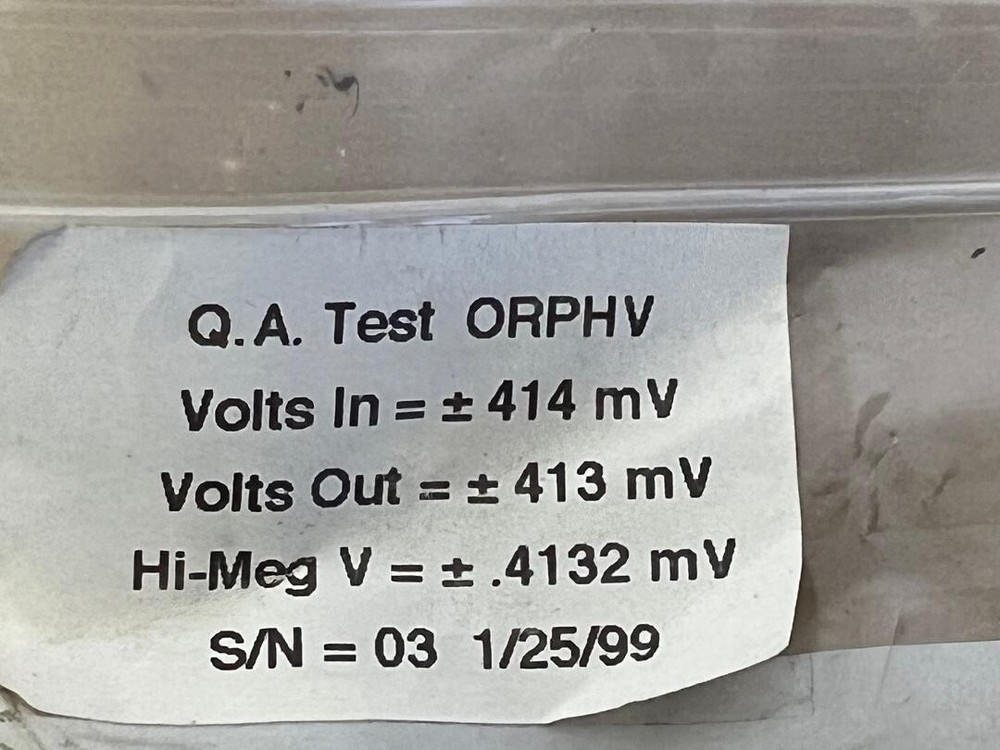 Q.A. Test ORPHV
Volts In = ± 414 mV
Volts Out = ± 413 mV
Hi-Meg V = ± .4132 mV
S/N = 03 1/25/99